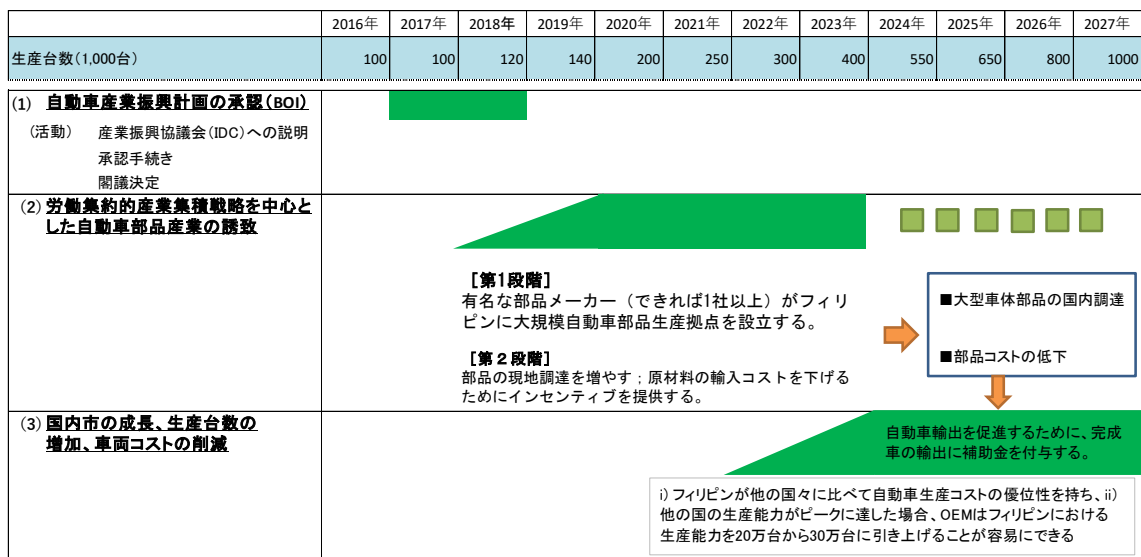 2016年 2017年 2018年 2019年 2020年 2021年 2022年 2023年 2024年 2025年 2026年 2027年
生産台数(1,000台) 100 100 120 140 200 250 300 400 550 650 800 1000
(1) 自動車産業振興計画の承認(BOI)
(活動) 産業振興協議会(IDC)への説明
承認手続き
閣議決定
(2) 労働集約的産業集積戦略を中心と
した自動車部品産業の誘致
［第1段階］
有名な部品メーカー（できれば1社以上）がフィリ
ピンに大規模自動車部品生産拠点を設立する。
［第２段階］
部品の現地調達を増やす；原材料の輸入コストを下げる
ためにインセンティブを提供する。
■大型車体部品の国内調達
■部品コストの低下
(3) 国内市の成長、生産台数の
増加、車両コストの削減
自動車輸出を促進するために、完成
車の輸出に補助金を付与する。
i) フィリピンが他の国々に比べて自動車生産コストの優位性を持ち、ii)
他の国の生産能力がピークに達した場合、OEMはフィリピンにおける
生産能力を20万台から30万台に引き上げることが容易にできる